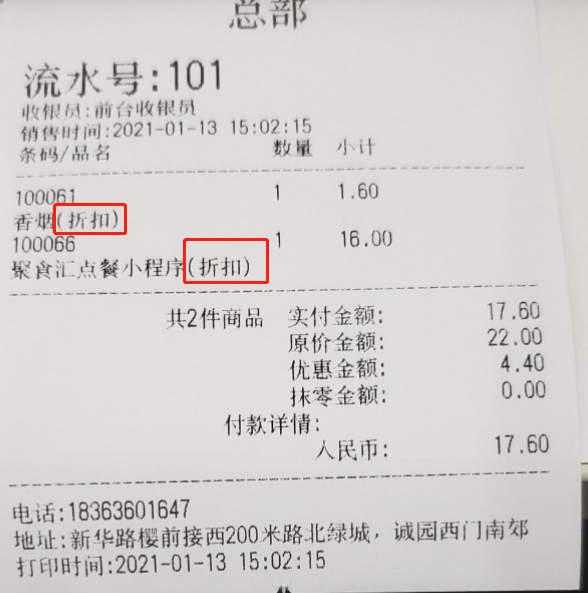 总部
流水号:101
收银员:前台收银员
销售时间:2021-01-13 15:02:15
条码/品名 数量 小计
100061 1 1.60
香烟(折扣)
100066 1 16.00
聚食汇点餐小程序(折扣)
共2件商品 实付金额: 17.60
原价金额: 22.00
优惠金额: 4.40
抹零金额: 0.00
付款详情:
人民币: 17.60
电话:18363601647
地址:新华路樱前接西200米路北绿城，诚园西门南郊
打印时间:2021-01-13 15:02:15